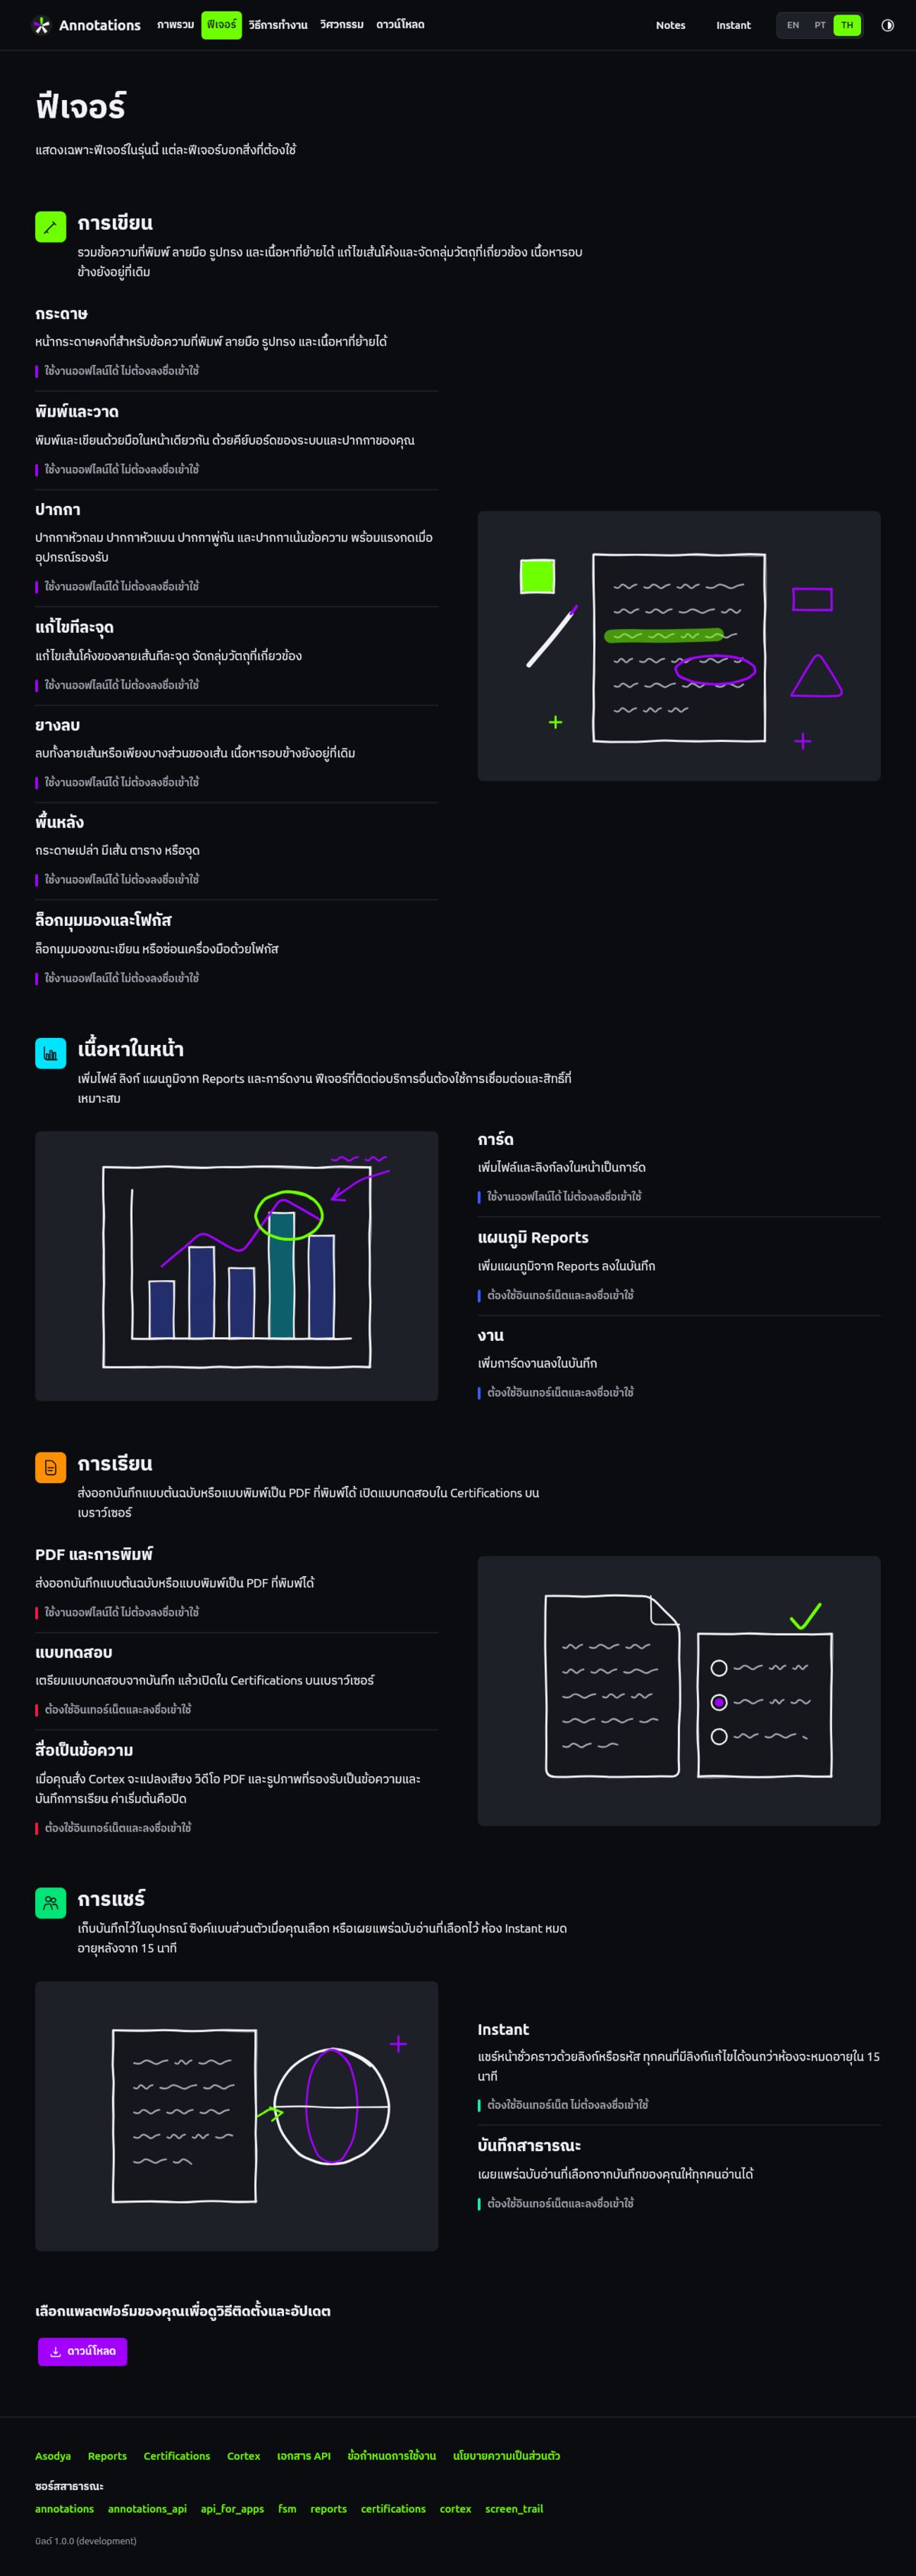 Annotations ภาพรวม ฟีเจอร์ วิธีการทำงาน วิศวกรรม ดาวน์โหลด Notes Instant EN PT TH
ฟีเจอร์
แสดงเฉพาะฟีเจอร์ในรุ่นนี้ แต่ละฟีเจอร์บอกสิ่งที่ต้องใช้
การเขียน
รวมข้อความที่พิมพ์ ลายมือ รูปทรง และเนื้อหาที่ย้ายได้ แก้ไขเส้นโค้งและจัดกลุ่มวัตถุที่เกี่ยวข้อง เนื้อหารอบ
ข้างยังอยู่ที่เดิม
กระดาษ
หน้ากระดาษคงที่สำหรับข้อความที่พิมพ์ ลายมือ รูปทรง และเนื้อหาที่ย้ายได้
ใช้งานออฟไลน์ได้ ไม่ต้องลงชื่อเข้าใช้
พิมพ์และวาด
พิมพ์และเขียนด้วยมือในหน้าเดียวกัน ด้วยคีย์บอร์ดของระบบและปากกาของคุณ
ใช้งานออฟไลน์ได้ ไม่ต้องลงชื่อเข้าใช้
ปากกา
ปากกาหัวกลม ปากกาหัวแบน ปากกาพู่กัน และปากกาเน้นข้อความ พร้อมแรงกดเมื่อ
อุปกรณ์รองรับ
ใช้งานออฟไลน์ได้ ไม่ต้องลงชื่อเข้าใช้
แก้ไขทีละจุด
แก้ไขเส้นโค้งของลายเส้นทีละจุด จัดกลุ่มวัตถุที่เกี่ยวข้อง
ใช้งานออฟไลน์ได้ ไม่ต้องลงชื่อเข้าใช้
ยางลบ
ลบทั้งลายเส้นหรือเพียงบางส่วนของเส้น เนื้อหารอบข้างยังอยู่ที่เดิม
ใช้งานออฟไลน์ได้ ไม่ต้องลงชื่อเข้าใช้
พื้นหลัง
กระดาษเปล่า มีเส้น ตาราง หรือจุด
ใช้งานออฟไลน์ได้ ไม่ต้องลงชื่อเข้าใช้
ล็อกมุมมองและโฟกัส
ล็อกมุมมองขณะเขียน หรือซ่อนเครื่องมือด้วยโฟกัส
ใช้งานออฟไลน์ได้ ไม่ต้องลงชื่อเข้าใช้
เนื้อหาในหน้า
เพิ่มไฟล์ ลิงก์ แผนภูมิจาก Reports และการ์ดงาน ฟีเจอร์ที่ติดต่อบริการอื่นต้องใช้การเชื่อมต่อและสิทธิ์ที่
เหมาะสม
การ์ด
เพิ่มไฟล์และลิงก์ลงในหน้าเป็นการ์ด
ใช้งานออฟไลน์ได้ ไม่ต้องลงชื่อเข้าใช้
แผนภูมิ Reports
เพิ่มแผนภูมิจาก Reports ลงในบันทึก
ต้องใช้อินเทอร์เน็ตและลงชื่อเข้าใช้
งาน
เพิ่มการ์ดงานลงในบันทึก
ต้องใช้อินเทอร์เน็ตและลงชื่อเข้าใช้
การเรียน
ส่งออกบันทึกแบบต้นฉบับหรือแบบพิมพ์เป็น PDF ที่พิมพ์ได้ เปิดแบบทดสอบใน Certifications บน
เบราว์เซอร์
PDF และการพิมพ์
ส่งออกบันทึกแบบต้นฉบับหรือแบบพิมพ์เป็น PDF ที่พิมพ์ได้
ใช้งานออฟไลน์ได้ ไม่ต้องลงชื่อเข้าใช้
แบบทดสอบ
เตรียมแบบทดสอบจากบันทึก แล้วเปิดใน Certifications บนเบราว์เซอร์
ต้องใช้อินเทอร์เน็ตและลงชื่อเข้าใช้
สื่อเป็นข้อความ
เมื่อคุณสั่ง Cortex จะแปลงเสียง วิดีโอ PDF และรูปภาพที่รองรับเป็นข้อความและ
บันทึกการเรียน ค่าเริ่มต้นคือปิด
ต้องใช้อินเทอร์เน็ตและลงชื่อเข้าใช้
การแชร์
เก็บบันทึกไว้ในอุปกรณ์ ซิงค์แบบส่วนตัวเมื่อคุณเลือก หรือเผยแพร่ฉบับอ่านที่เลือกไว้ ห้อง Instant หมด
อายุหลังจาก 15 นาที
Instant
แชร์หน้าชั่วคราวด้วยลิงก์หรือรหัส ทุกคนที่มีลิงก์แก้ไขได้จนกว่าห้องจะหมดอายุใน 15
นาที
ต้องใช้อินเทอร์เน็ต ไม่ต้องลงชื่อเข้าใช้
บันทึกสาธารณะ
เผยแพร่ฉบับอ่านที่เลือกจากบันทึกของคุณให้ทุกคนอ่านได้
ต้องใช้อินเทอร์เน็ตและลงชื่อเข้าใช้
เลือกแพลตฟอร์มของคุณเพื่อดูวิธีติดตั้งและอัปเดต
ดาวน์โหลด
Asodya Reports Certifications Cortex เอกสาร API ข้อกำหนดการใช้งาน นโยบายความเป็นส่วนตัว
ซอร์สสาธารณะ
annotations annotations_api api_for_apps fsm reports certifications cortex screen_trail
บิลด์ 1.0.0 (development)